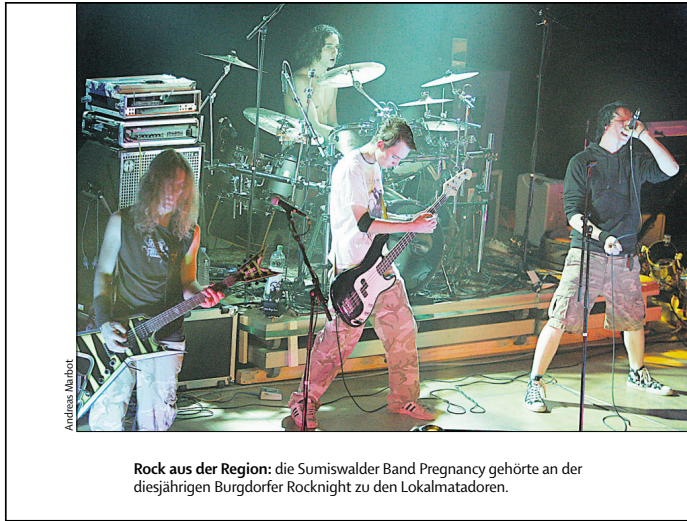 Andreas Marbot
Rock aus der Region: die Sumiswalder Band Pregnancy gehörte an der
diesjährigen Burgdorfer Rocknight zu den Lokalmatadoren.